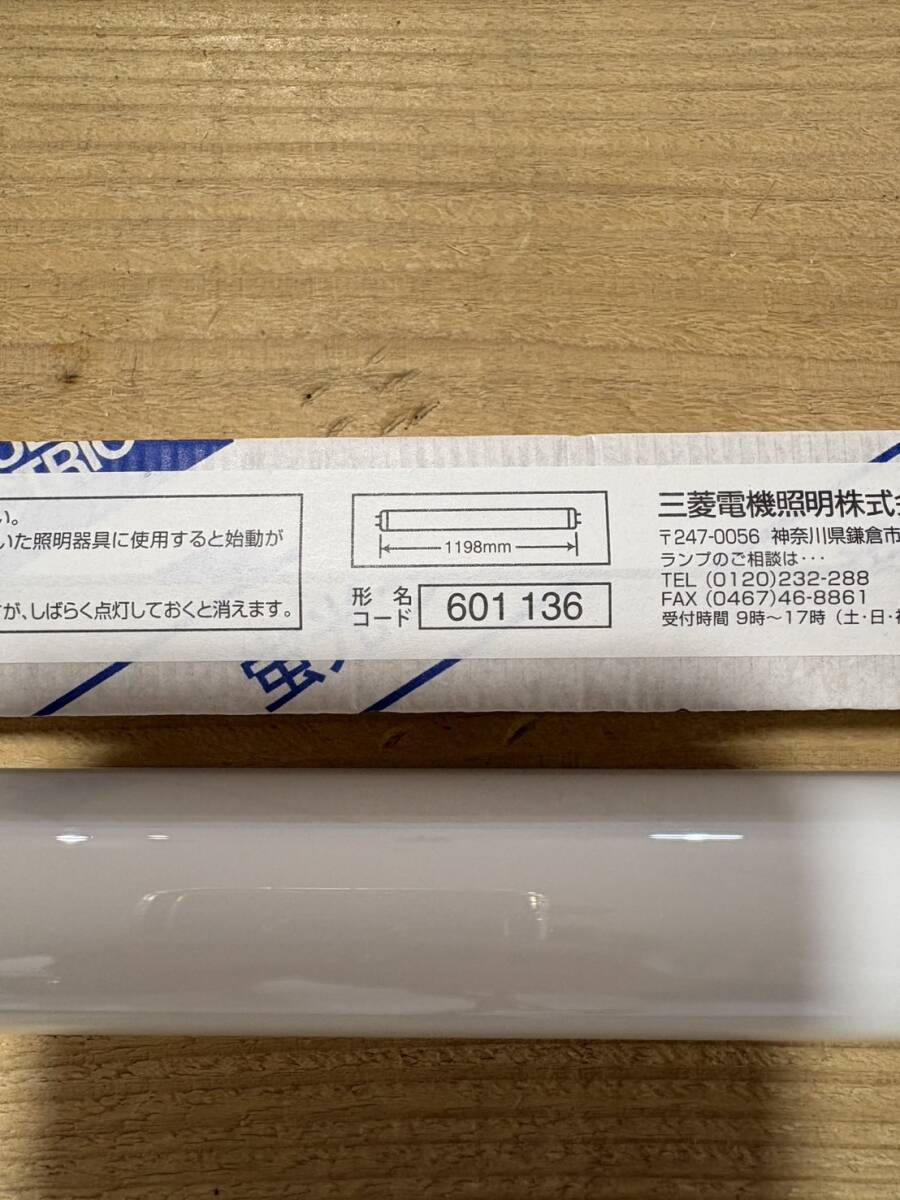 TRIC
い。
いた照明器具に使用すると始動が
が、しばらく点灯しておくと消えます。
1198mm
形 名
コード
601 136
三菱電機照明株式
〒247-0056 神奈川県鎌倉市
ランプのご相談は・・・
TEL (0120)232-288
FAX (0467)46-8861
受付時間 9時～17時（土・日・